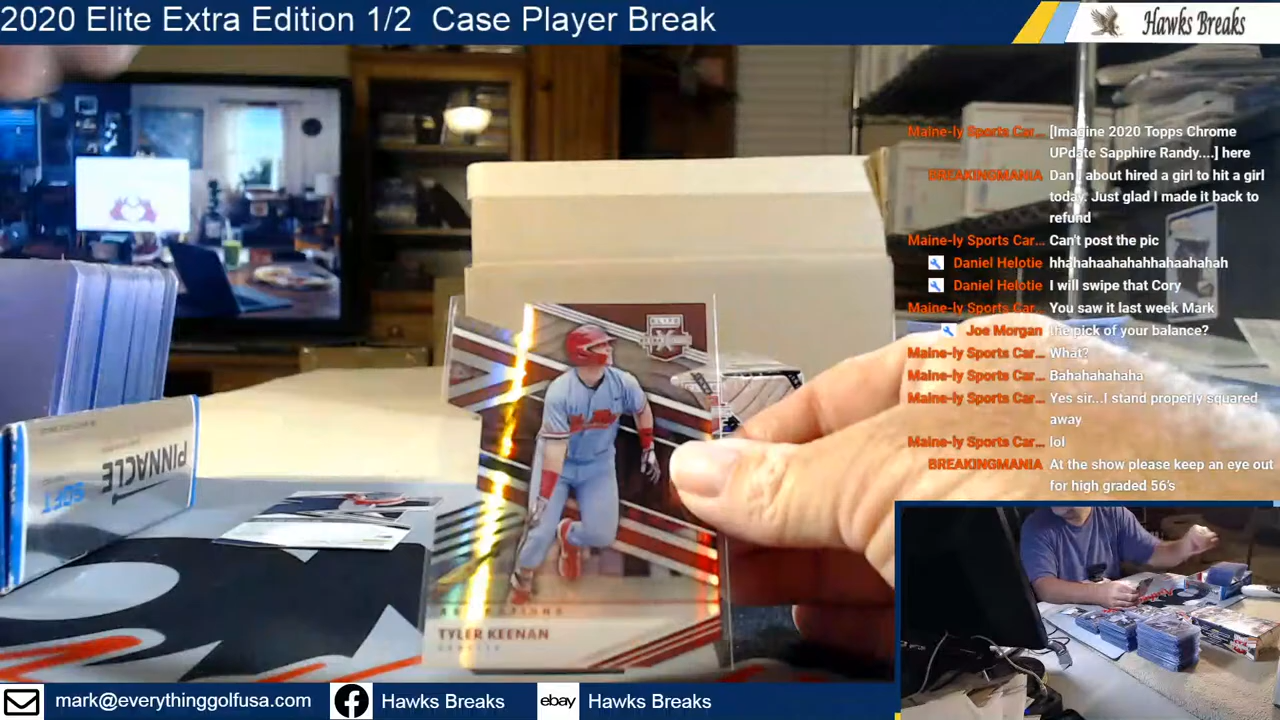 2020 Elite Extra Edition 1/2 Case Player Break
Hawks Breaks
Maine-ly Sports Car... [Imagine 2020 Topps Chrome
UPdate Sapphire Randy....] here
BREAKINGMANIA Dan I about hired a girl to hit a girl
today. Just glad I made it back to
refund
Maine-ly Sports Car... Can't post the pic
Daniel Helotie hhahahaahahahhahaahahah
Daniel Helotie I will swipe that Cory
Maine-ly Sports Car... You saw it last week Mark
Joe Morgan the pick of your balance?
Maine-ly Sports Car... What?
Maine-ly Sports Car... Bahahahahaha
Maine-ly Sports Car... Yes sir...I stand properly squared
away
Maine-ly Sports Car... lol
BREAKINGMANIA At the show please keep an eye out
for high graded 56's
PINNACLE
SOFT
TYLER KEENAN
mark@everythinggolfusa.com
Hawks Breaks
ebay
Hawks Breaks